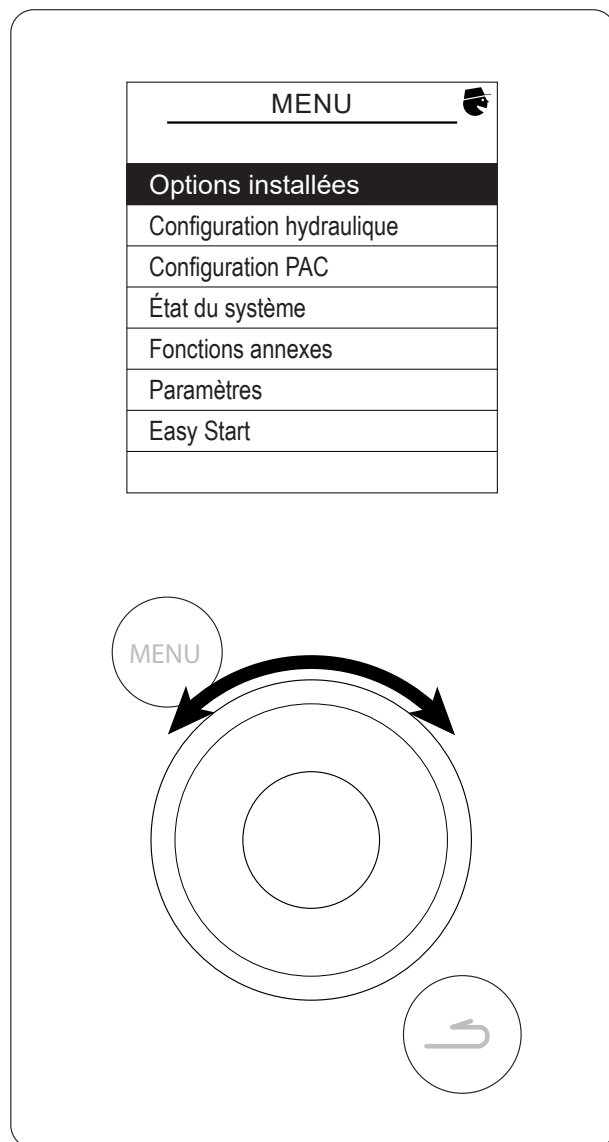 MENU
Options installées
Configuration hydraulique
Configuration PAC
État du système
Fonctions annexes
Paramètres
Easy Start
MENU